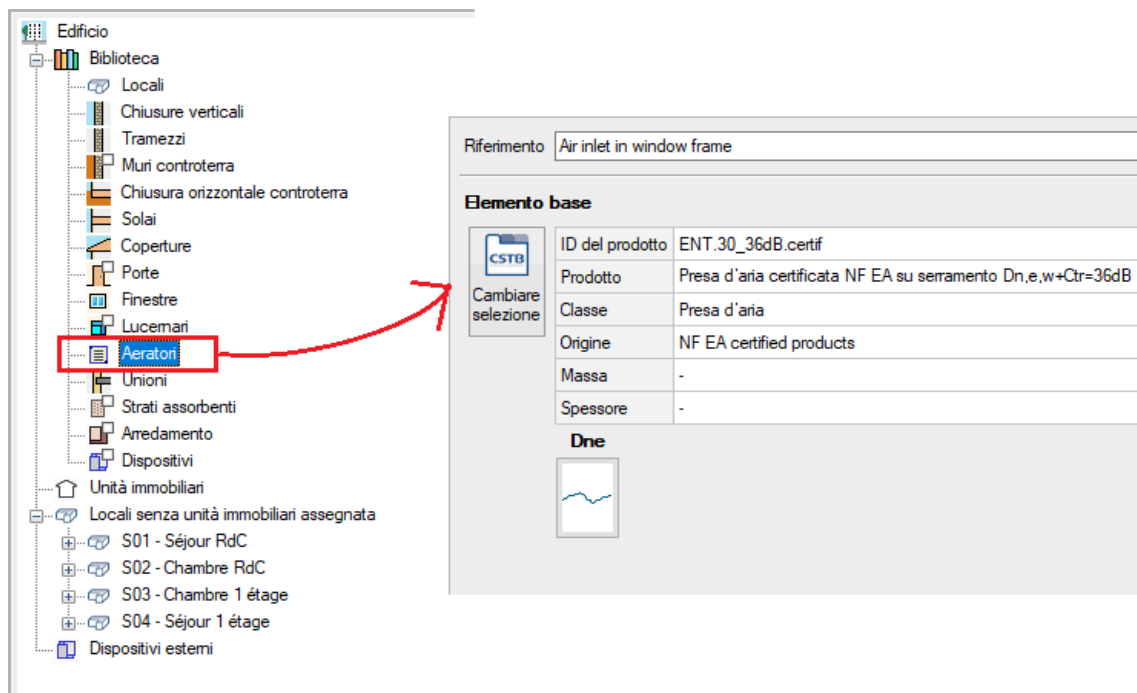 Edificio
Biblioteca
Locali
Chiusure verticali
Tramezzi
Muri controterra
Chiusura orizzontale controterra
Solai
Coperture
Porte
Finestre
Lucernari
Aeratori
Unioni
Strati assorbenti
Arredamento
Dispositivi
Unità immobiliari
Locali senza unità immobiliari assegnata
S01 - Séjour RdC
S02 - Chambre RdC
S03 - Chambre 1 étage
S04 - Séjour 1 étage
Dispositivi esterni
Riferimento Air inlet in window frame
Elemento base
CSTB
Cambiare
selezione
ID del prodotto ENT.30_36dB.certif
Prodotto Presa d'aria certificata NF EA su serramento Dn,e,w+Ctr=36dB
Classe Presa d'aria
Origine NF EA certified products
Massa -
Spessore -
Dne